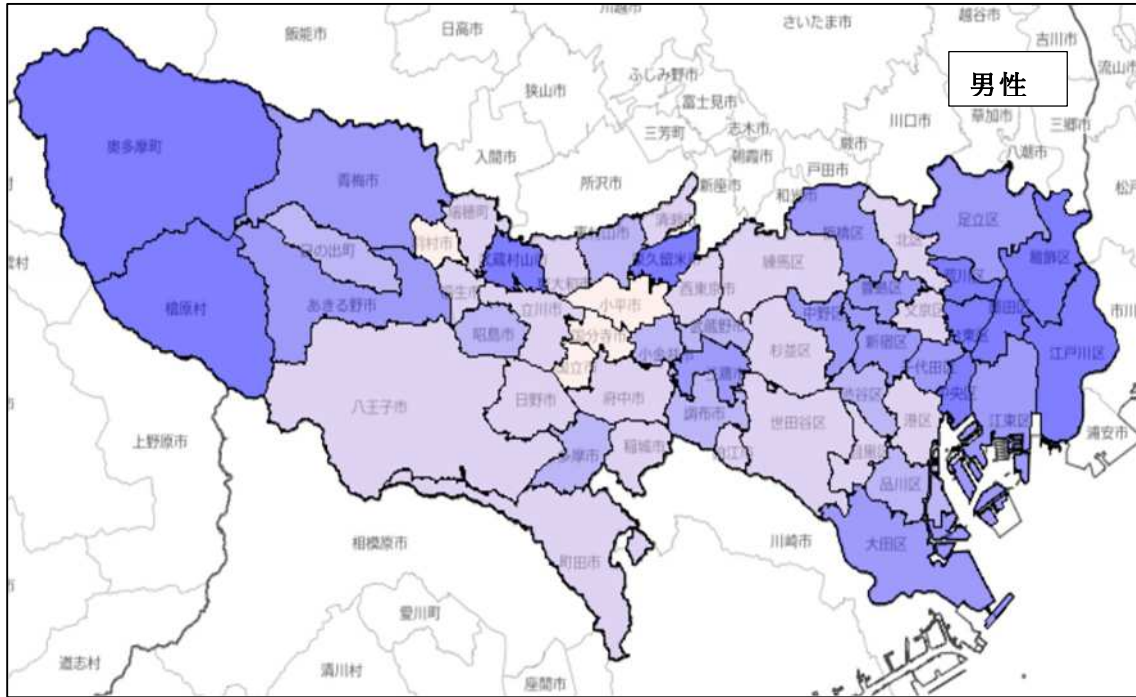 飯能市
日高市
川越市
さいたま市
越谷市
吉川市
流山市
男性
狭山市
ふじみ野市
富士見市
川口市
草加市
三郷市
三芳町
志木市
蕨市
八潮市
入間市
朝霞市
戸田市
所沢市
新座市
和光市
奥多摩町
青梅市
瑞穂町
清瀬市
東村山市
板橋区
北区
足立区
葛飾区
日の出町
羽村市
武蔵村山市
東大和市
東久留米市
練馬区
荒川区
檜原村
あきる野市
福生市
立川市
小平市
西東京市
豊島区
文京区
墨田区
台東区
市川
昭島市
国分寺市
小金井市
武蔵野市
中野区
新宿区
杉並区
千代田区
江戸川区
国立市
三鷹市
八王子市
日野市
府中市
調布市
渋谷区
中央区
港区
江東区
上野原市
多摩市
稲城市
狛江市
世田谷区
目黒区
浦安市
品川区
相模原市
町田市
川崎市
大田区
愛川町
道志村
清川村
座間市